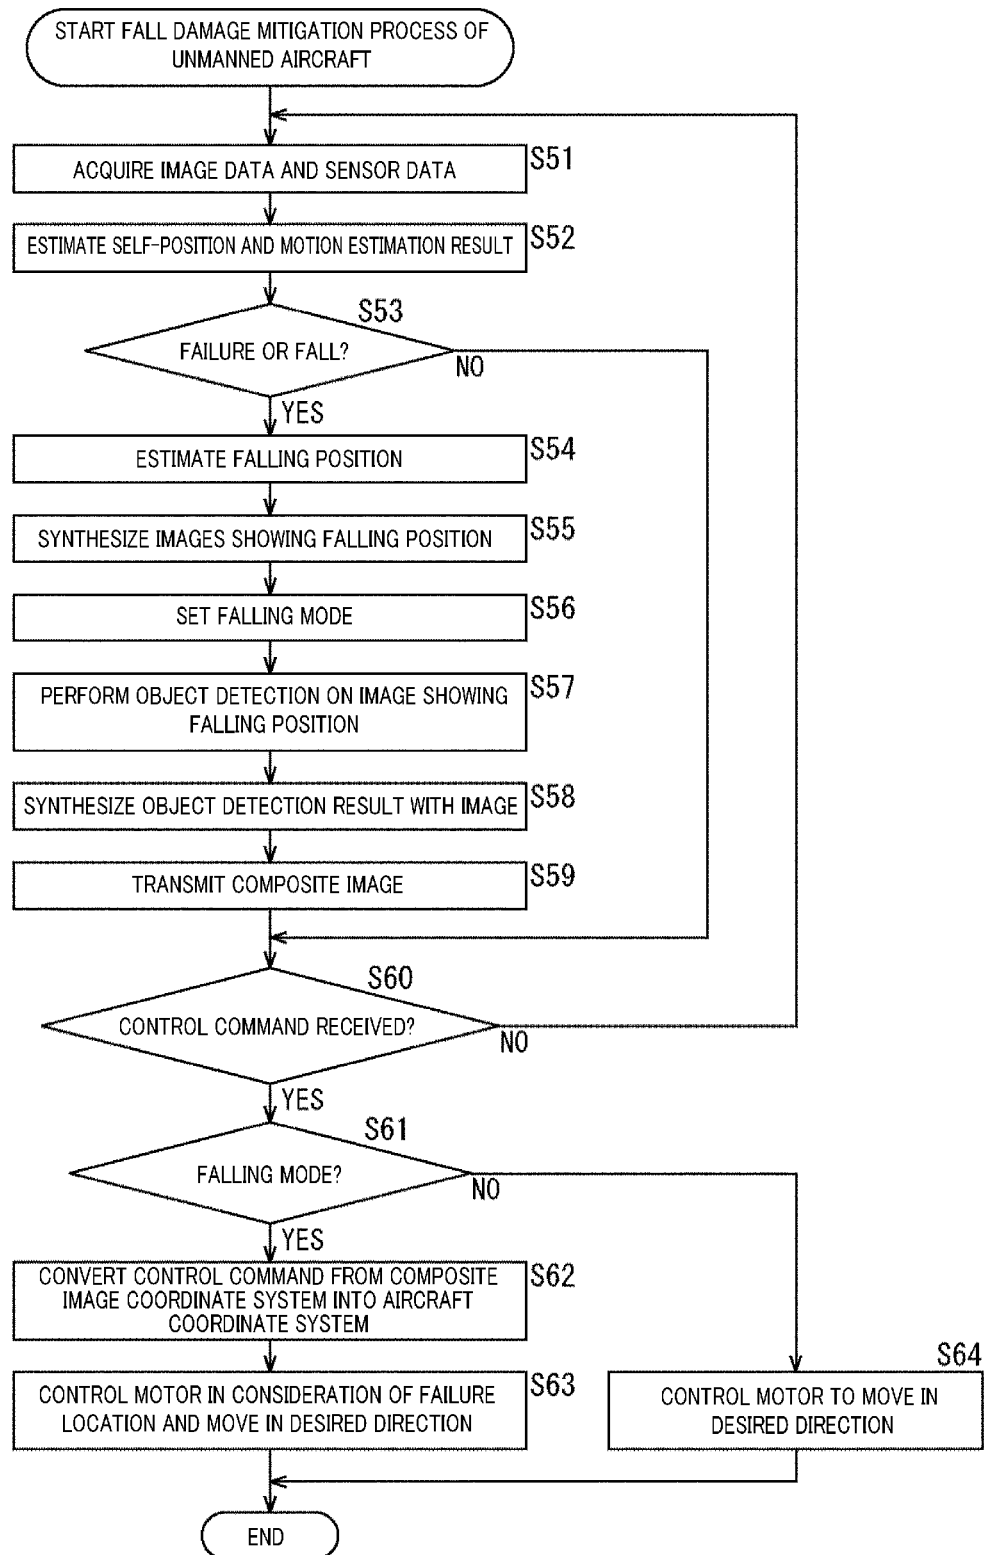 START FALL DAMAGE MITIGATION PROCESS OF
UNMANNED AIRCRAFT
ACQUIRE IMAGE DATA AND SENSOR DATA
S51
ESTIMATE SELF-POSITION AND MOTION ESTIMATION RESULT
S52
S53
FAILURE OR FALL?
NO
YES
ESTIMATE FALLING POSITION
S54
SYNTHESIZE IMAGES SHOWING FALLING POSITION
S55
SET FALLING MODE
S56
PERFORM OBJECT DETECTION ON IMAGE SHOWING
FALLING POSITION
S57
SYNTHESIZE OBJECT DETECTION RESULT WITH IMAGE
S58
TRANSMIT COMPOSITE IMAGE
S59
S60
CONTROL COMMAND RECEIVED?
NO
YES
S61
FALLING MODE?
NO
YES
CONVERT CONTROL COMMAND FROM COMPOSITE
IMAGE COORDINATE SYSTEM INTO AIRCRAFT
COORDINATE SYSTEM
S62
CONTROL MOTOR IN CONSIDERATION OF FAILURE
LOCATION AND MOVE IN DESIRED DIRECTION
S63
S64
CONTROL MOTOR TO MOVE IN
DESIRED DIRECTION
END